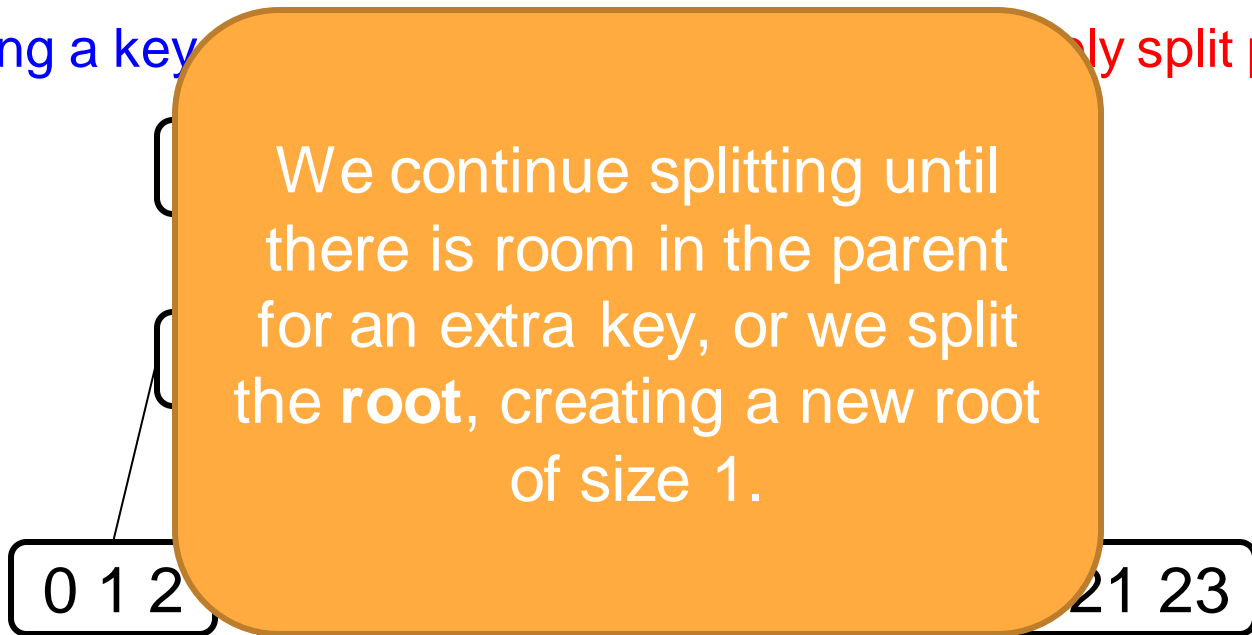 ng a key ly split
We continue splitting until
there is room in the parent
for an extra key, or we split
the root, creating a new root
of size 1.
0 1 2 21 23